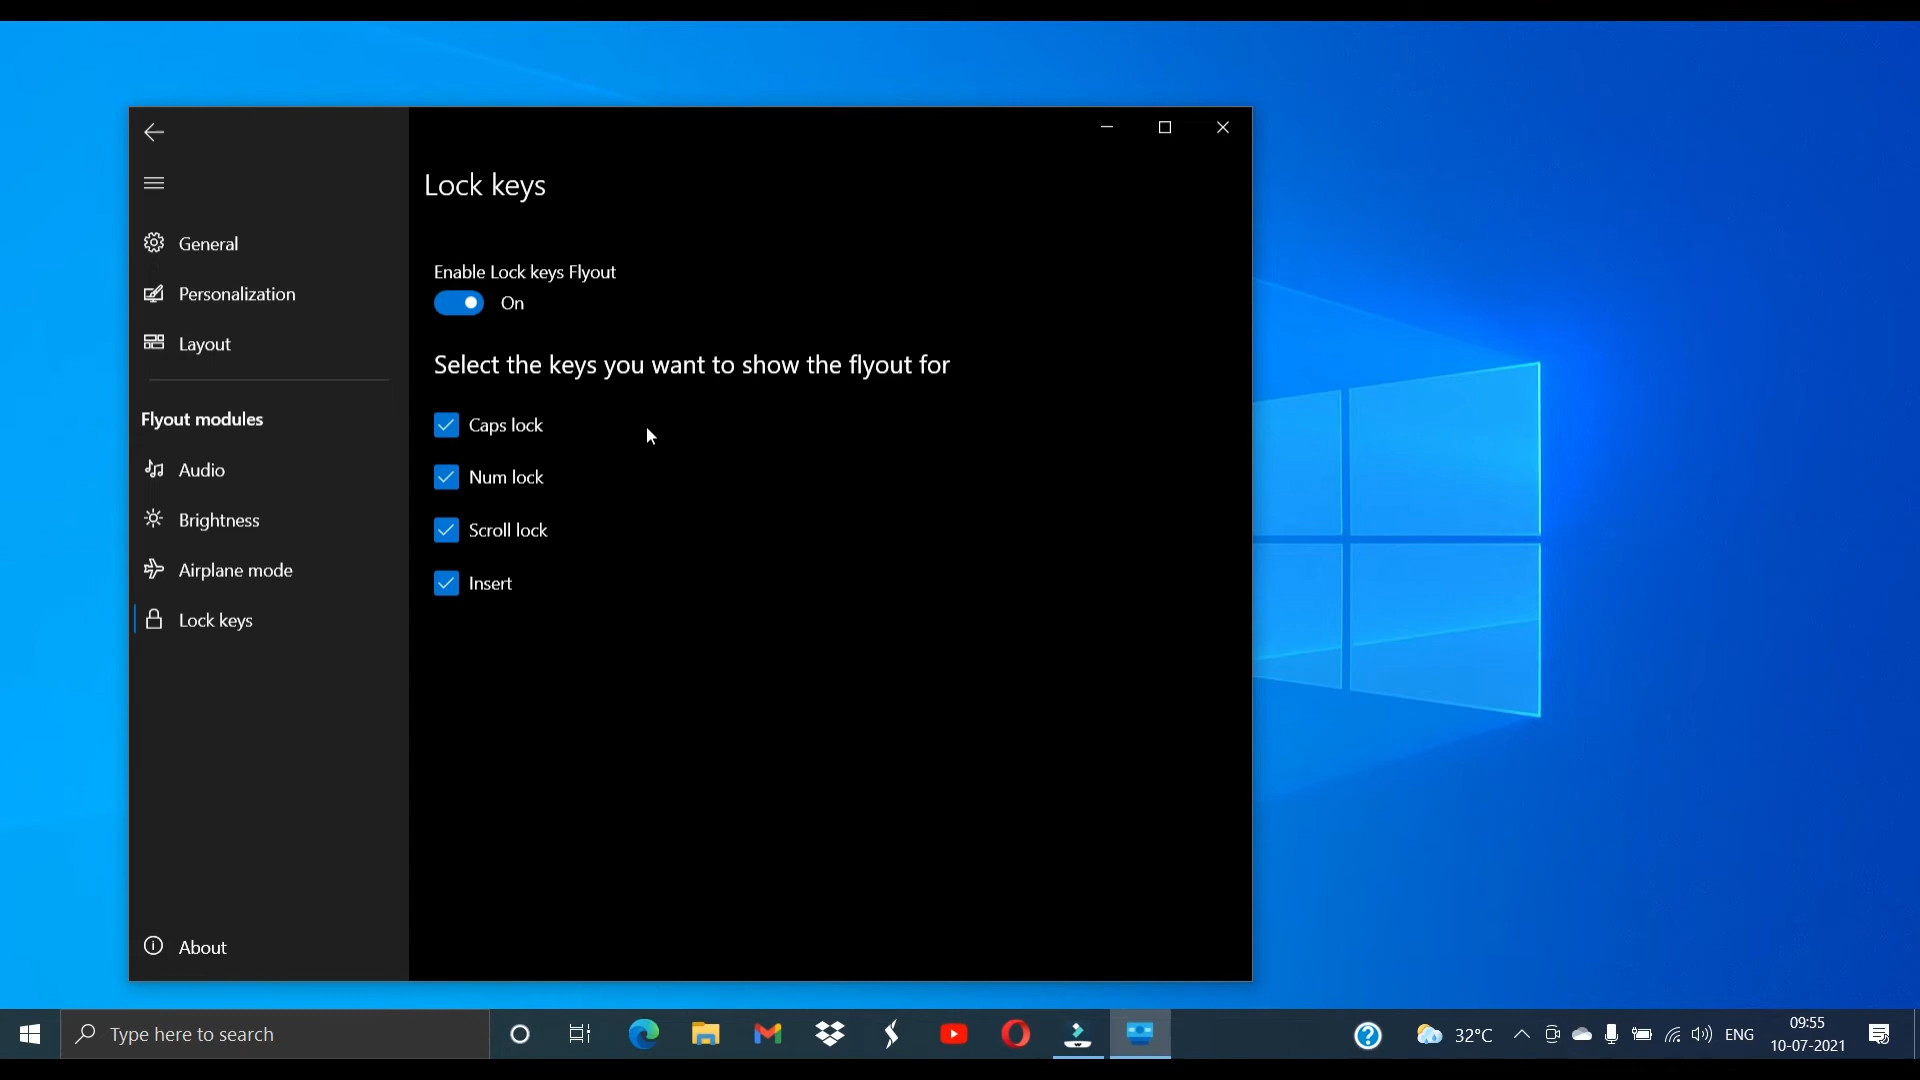 Lock keys
General
Personalization
Layout
Flyout modules
Audio
Brightness
Airplane mode
Lock keys
About
Enable Lock keys Flyout
On
Select the keys you want to show the flyout for
Caps lock
Num lock
Scroll lock
Insert
Type here to search
32°C
ENG
09:55
10-07-2021